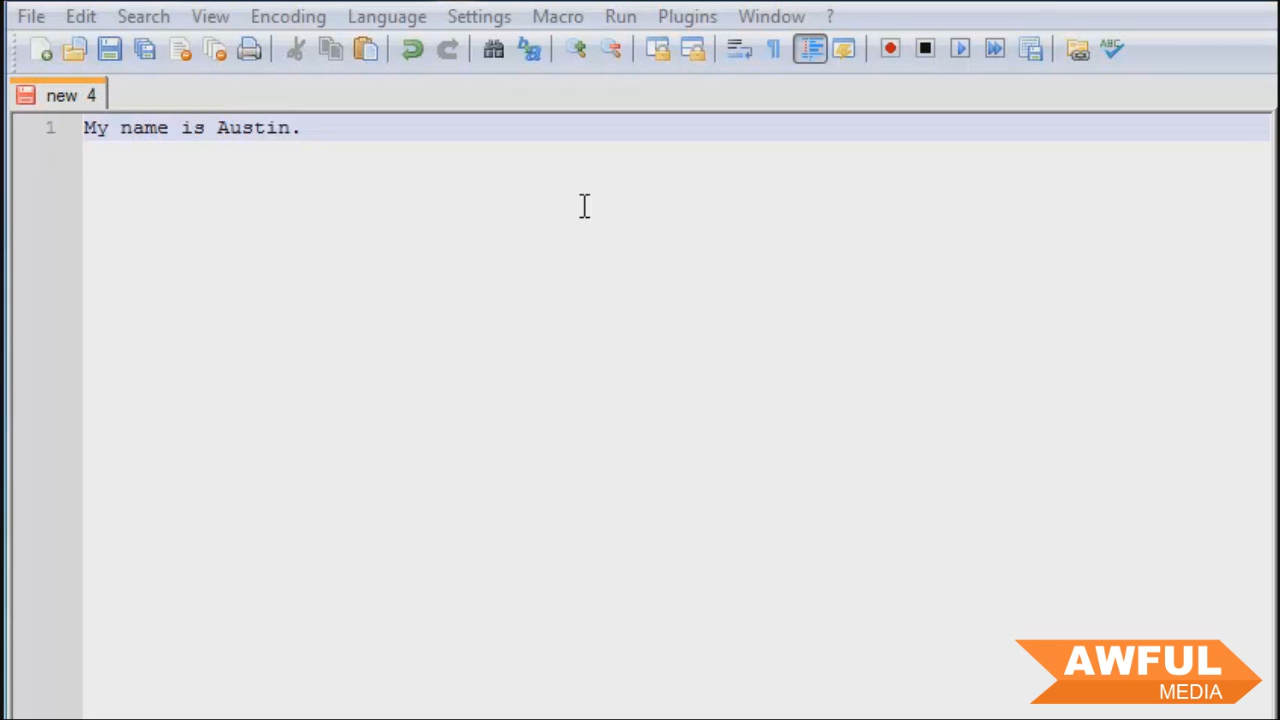 File Edit Search View Encoding Language Settings Macro Run Plugins Window ?
ABC
new 4
1 My name is Austin.
AWFUL
MEDIA